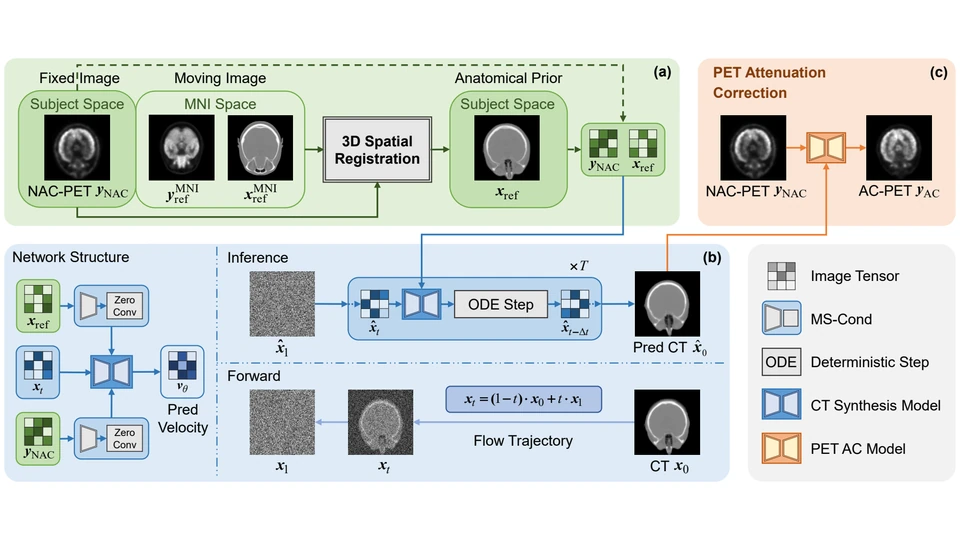 (a)
Fixed Image
Moving Image
Anatomical Prior
Subject Space
MNI Space
Subject Space
3D Spatial
Registration
NAC-PET y_NAC
y_ref^MNI
x_ref^MNI
x_ref
y_NAC
x_ref
(c)
PET Attenuation
Correction
NAC-PET y_NAC
AC-PET y_AC
(b)
Network Structure
x_ref
Zero
Conv
x_t
v_θ
Pred
Velocity
y_NAC
Zero
Conv
Inference
×T
x̂_1
x̂_t
ODE Step
x̂_{t−Δt}
Pred CT x̂_0
Forward
x_t = (1−t)·x_0 + t·x_1
Flow Trajectory
x_1
x_t
CT x_0
Image Tensor
MS-Cond
ODE
Deterministic Step
CT Synthesis Model
PET AC Model